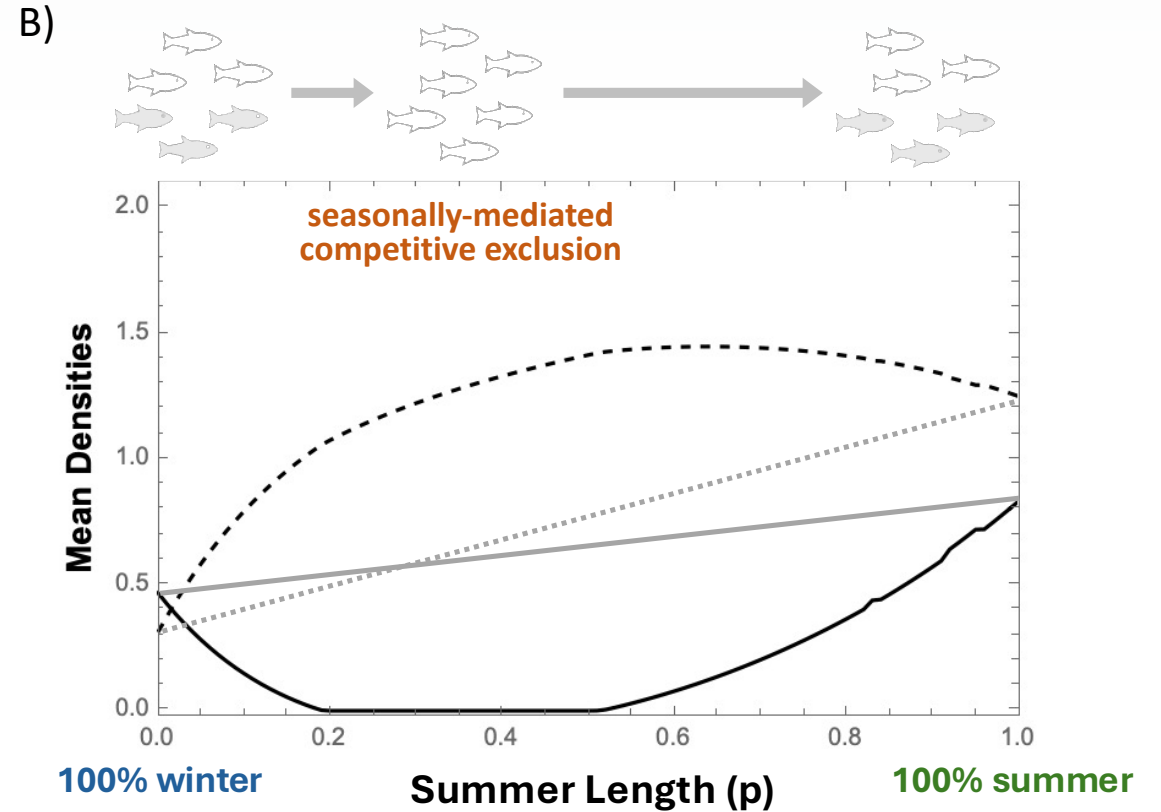 B)
seasonally-mediated
competitive exclusion
Mean Densities
2.0
1.5
1.0
0.5
0.0
0.0 0.2 0.4 0.6 0.8 1.0
100% winter Summer Length (p) 100% summer